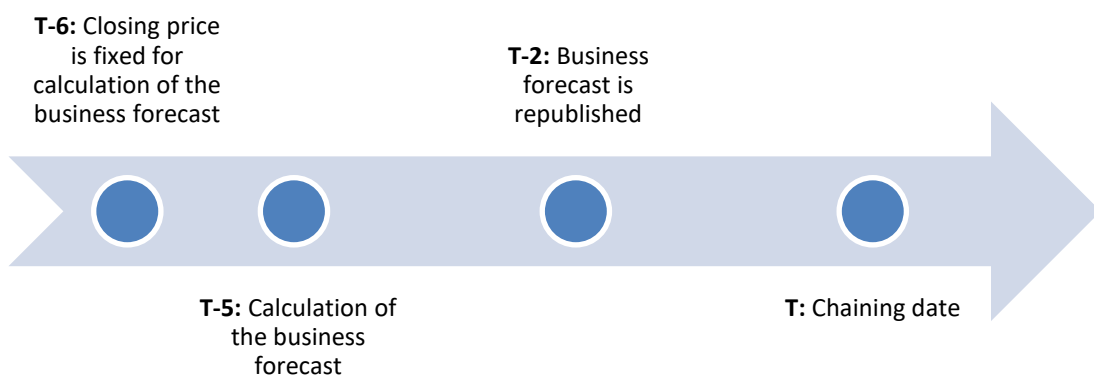 T-6: Closing price
is fixed for
calculation of the
business forecast
T-2: Business
forecast is
republished
T-5: Calculation of
the business
forecast
T: Chaining date